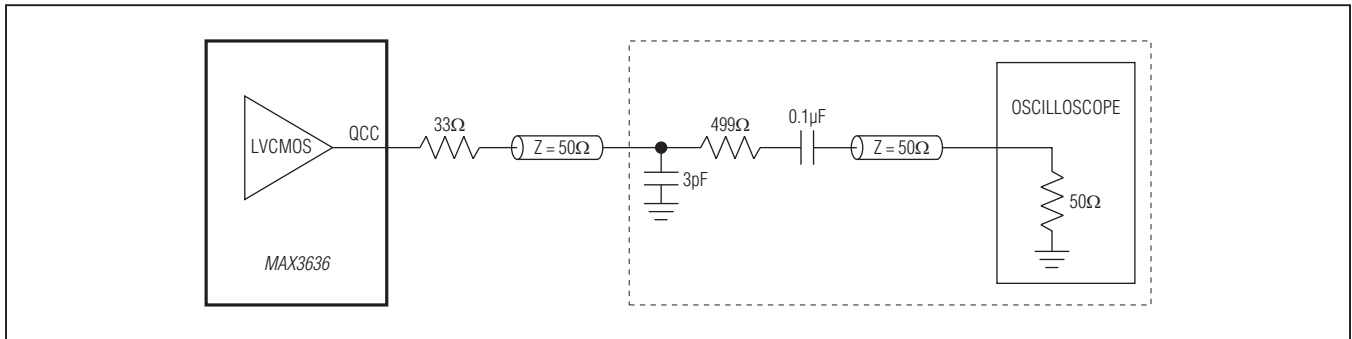 LVCMOS
QCC
MAX3636
33Ω
Z = 50Ω
3pF
499Ω
0.1µF
Z = 50Ω
OSCILLOSCOPE
50Ω